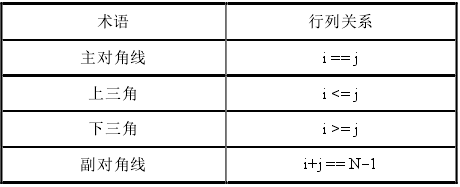 术语 行列关系
主对角线 i == j
上三角 i <= j
下三角 i >= j
副对角线 i+j == N-1